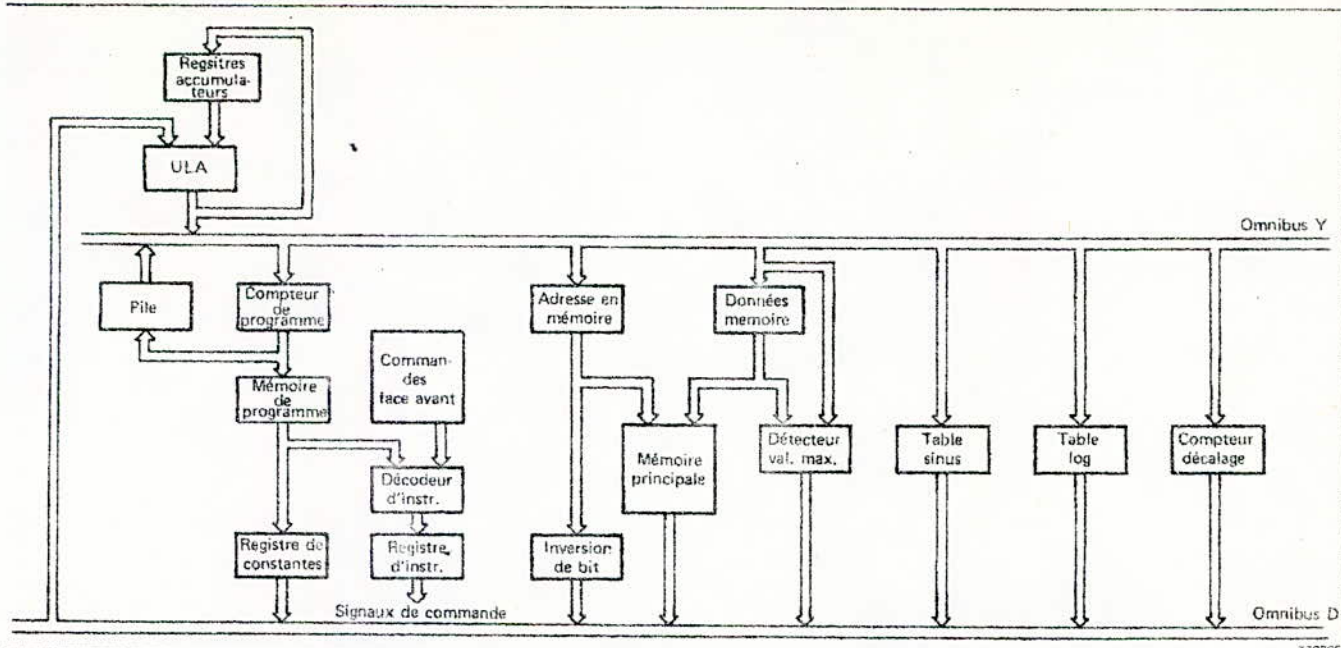 Regsitres
accumula-
teurs
ULA
Omnibus Y
Pile
Compteur
de
programme
Adresse en
mémoire
Données
memoire
Comman-
des
face avant
Mémoire
de
programme
Mémoire
principale
Détecteur
val. max.
Table
sinus
Table
log
Compteur
décalage
Décodeur
d'instr.
Registre de
constantes
Registre
d'instr.
Inversion
de bit
Signaux de commande
Omnibus D